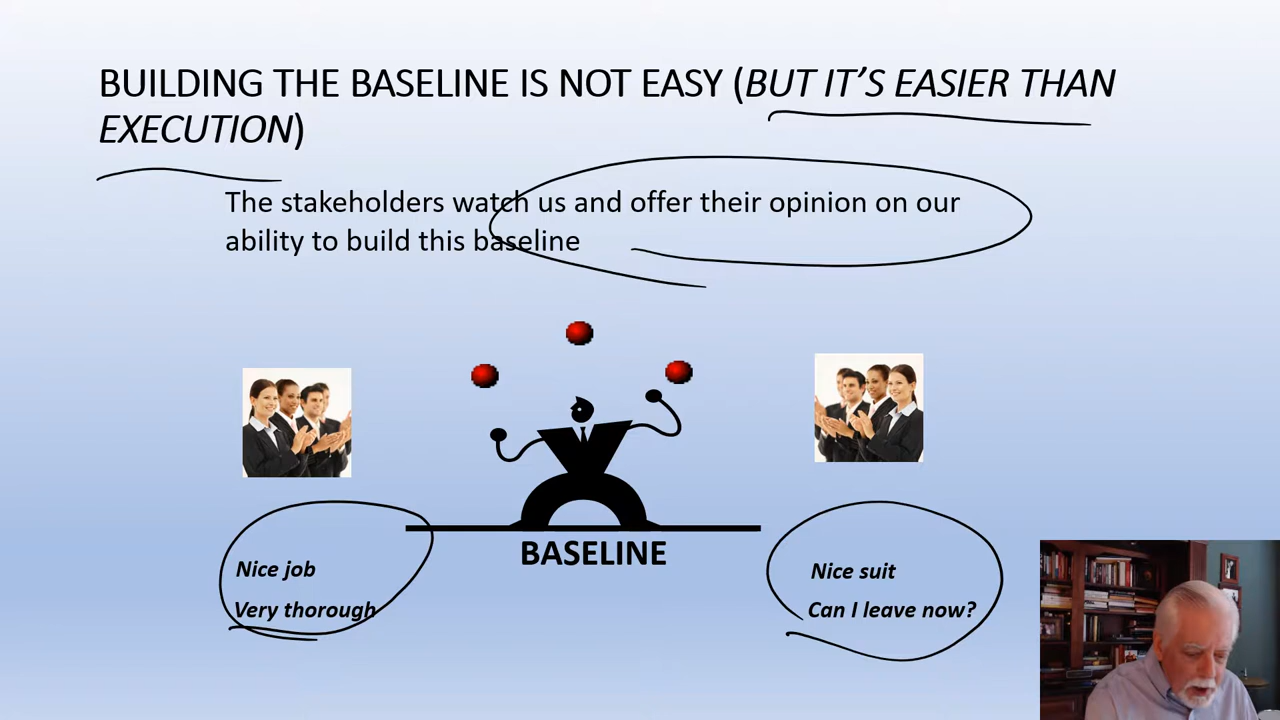 BUILDING THE BASELINE IS NOT EASY (BUT IT’S EASIER THAN
EXECUTION)
The stakeholders watch us and offer their opinion on our
ability to build this baseline
BASELINE
Nice job
Very thorough
Nice suit
Can I leave now?